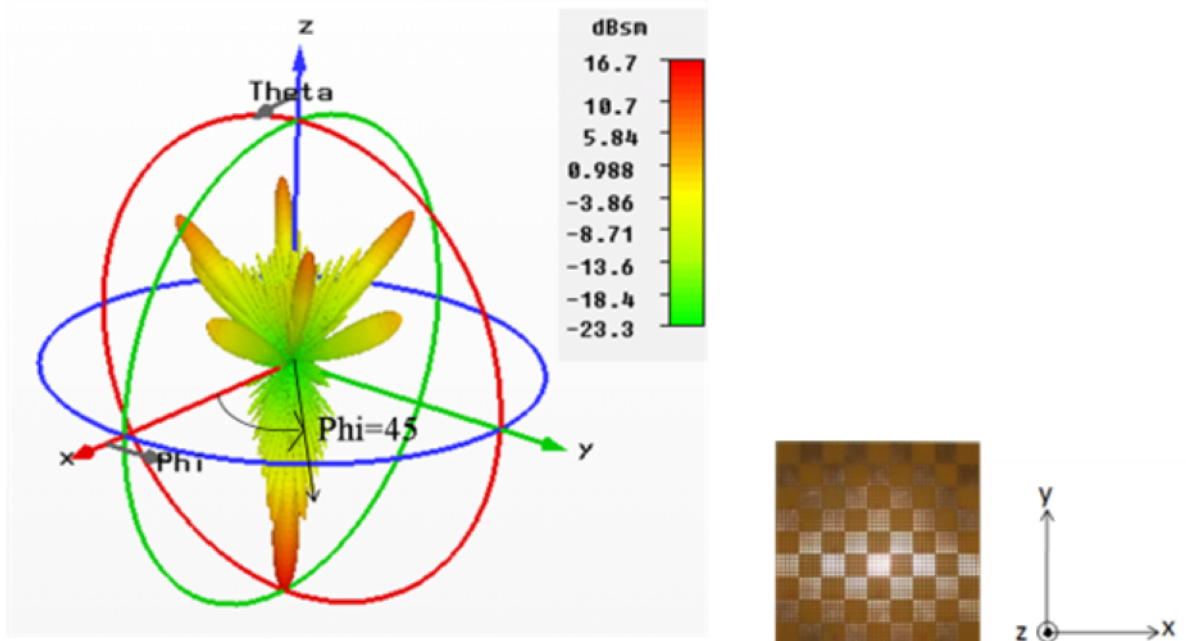 z
Theta
x
Phi
Phi=45
y
dBsm
16.7
10.7
5.84
0.988
-3.86
-8.71
-13.6
-18.4
-23.3
y
z
x